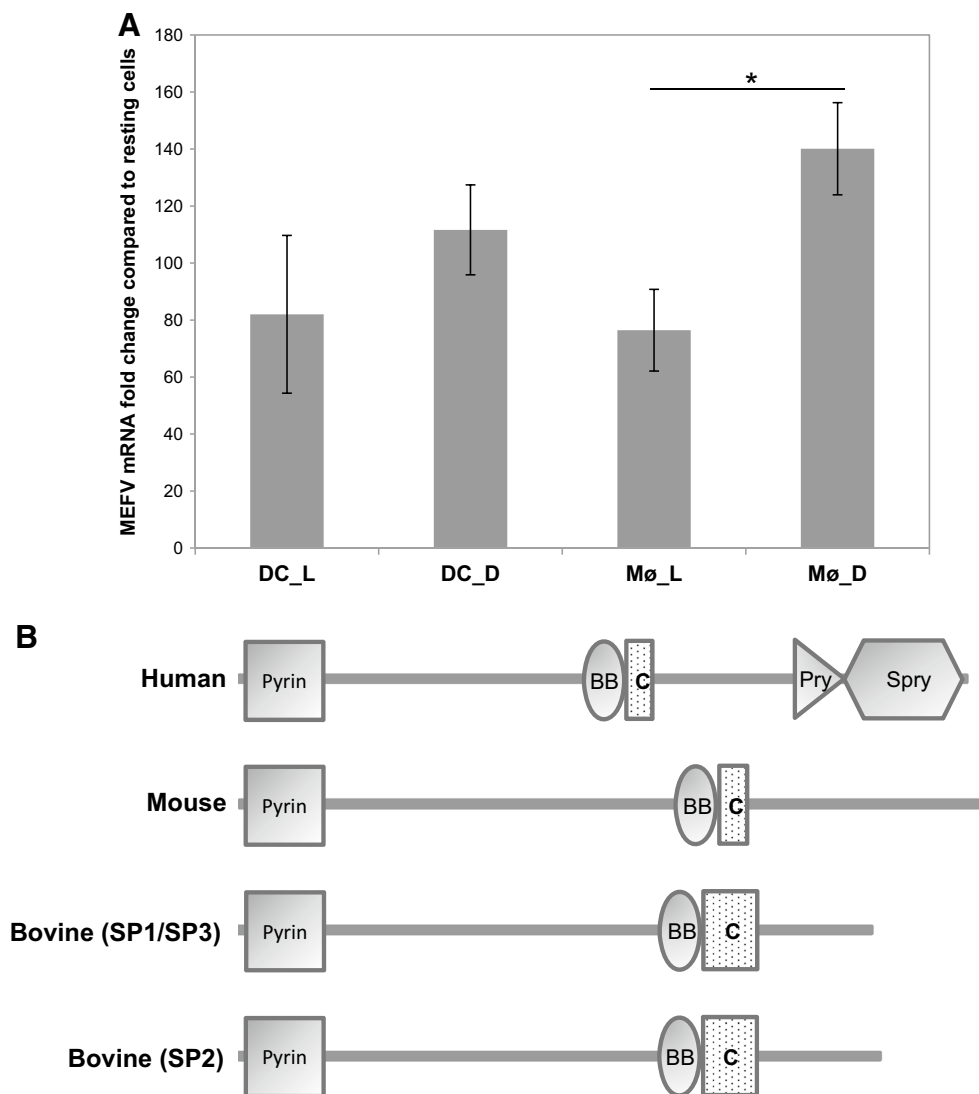 A
MEFV mRNA fold change compared to resting cells
180
160
140
120
100
80
60
40
20
0
*
DC_L DC_D Mø_L Mø_D
B
Human Pyrin BB C Pry Spry
Mouse Pyrin BB C
Bovine (SP1/SP3) Pyrin BB C
Bovine (SP2) Pyrin BB C